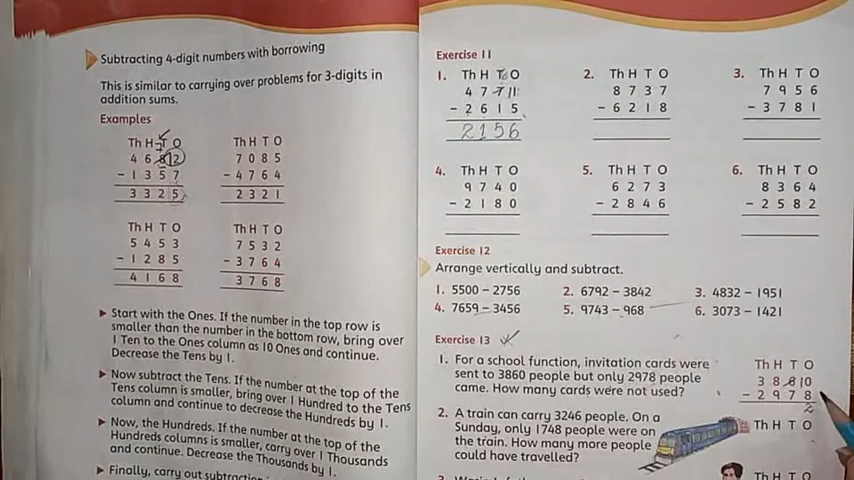 Subtracting 4-digit numbers with borrowing
This is similar to carrying over problems for 3-digits in
addition sums.
Examples
Th H T O
4 6 8 12
- 1 3 5 7
3 3 2 5
Th H T O
7 0 8 5
- 4 7 6 4
2 3 2 1
Th H T O
5 4 5 3
- 1 2 8 5
4 1 6 8
Th H T O
7 5 3 2
- 3 7 6 4
3 7 6 8
▶ Start with the Ones. If the number in the top row is
smaller than the number in the bottom row, bring over
1 Ten to the Ones column as 10 Ones and continue.
Decrease the Tens by 1.
▶ Now subtract the Tens. If the number at the top of the
Tens column is smaller, bring over 1 Hundred to the Tens
column and continue to decrease the Hundreds by 1.
▶ Now, the Hundreds. If the number at the top of the
Hundreds columns is smaller, carry over 1 Thousands
and continue. Decrease the Thousands by 1.
▶ Finally, carry out subtraction
Exercise 11
1. Th H T O
4 7 7 11
- 2 6 1 5
2156
2. Th H T O
8 7 3 7
- 6 2 1 8
3. Th H T O
7 9 5 6
- 3 7 8 1
4. Th H T O
9 7 4 0
- 2 1 8 0
5. Th H T O
6 2 7 3
- 2 8 4 6
6. Th H T O
8 3 6 4
- 2 5 8 2
Exercise 12
Arrange vertically and subtract.
1. 5500 - 2756 2. 6792 - 3842 3. 4832 - 1951
4. 7659 - 3456 5. 9743 - 968 6. 3073 - 1421
Exercise 13
1. For a school function, invitation cards were
sent to 3860 people but only 2978 people
came. How many cards were not used?
Th H T O
3 8 6 10
- 2 9 7 8
2
2. A train can carry 3246 people. On a
Sunday, only 1748 people were on
the train. How many more people
could have travelled?
Th H T O
Th H T O